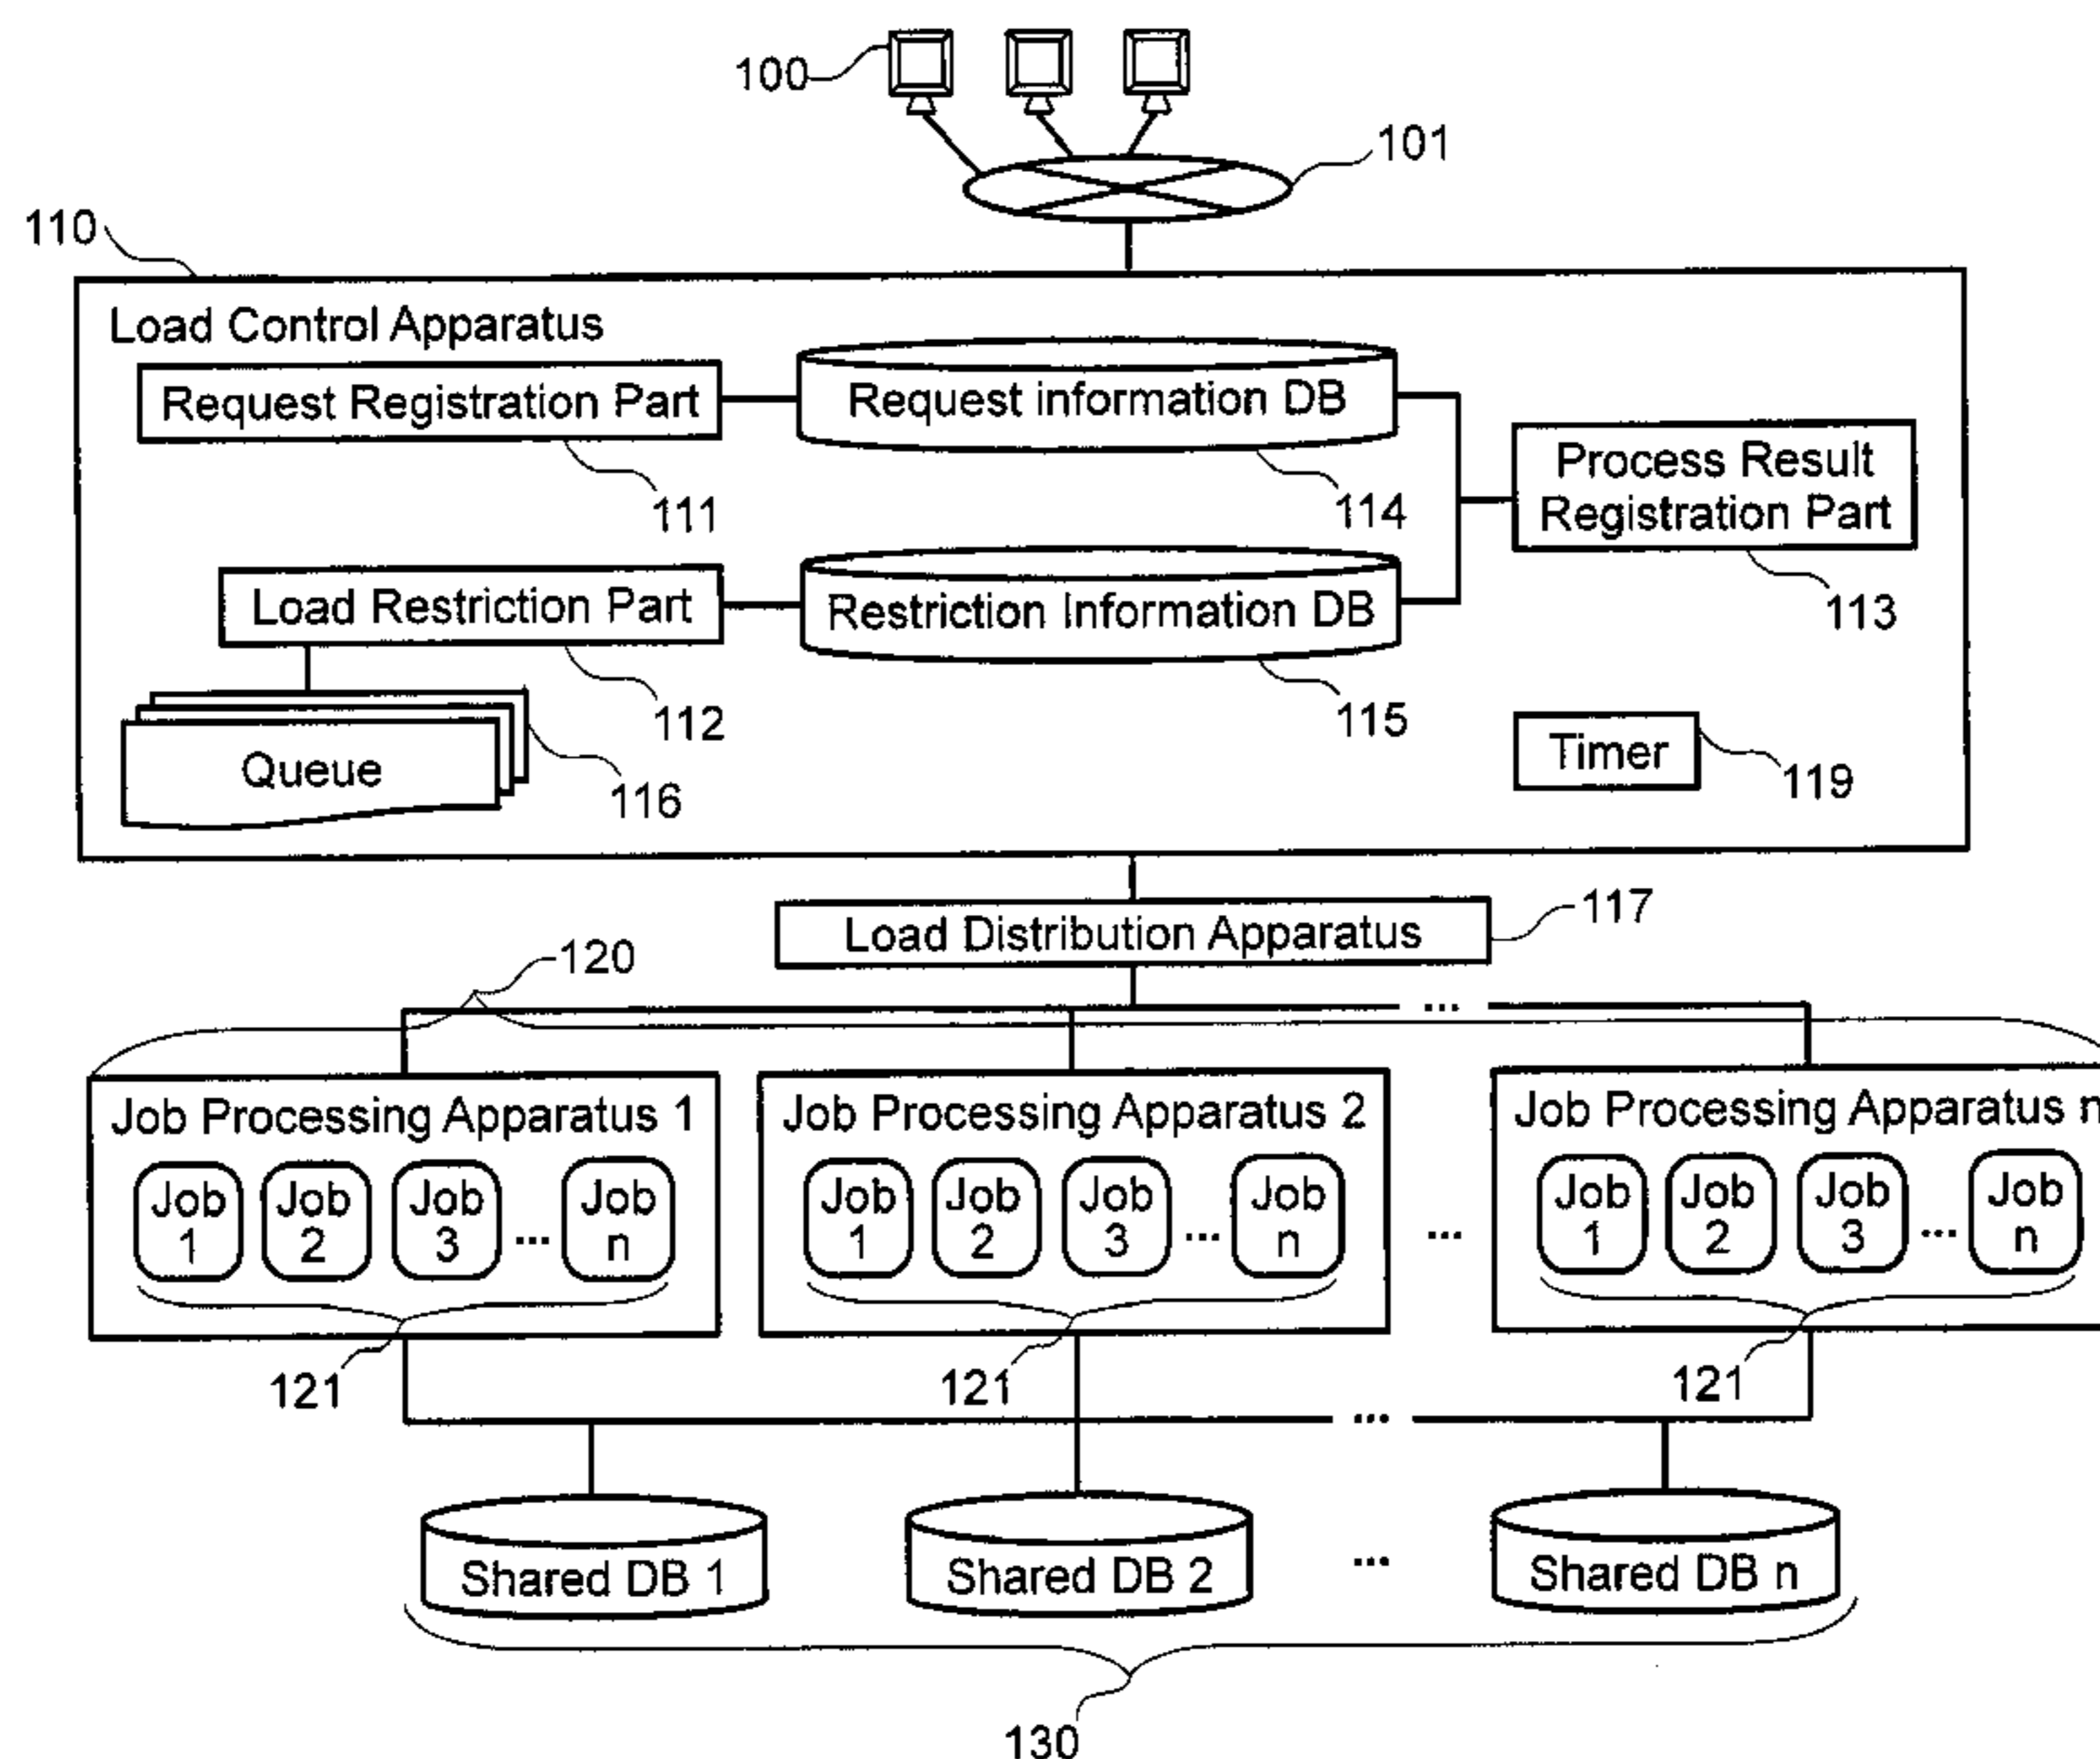 100
101
110
Load Control Apparatus
Request Registration Part
Request information DB
Process Result
Registration Part
111
114
113
Load Restriction Part
Restriction Information DB
112
115
Queue
116
Timer
119
Load Distribution Apparatus
117
120
Job Processing Apparatus 1
Job 1
Job 2
Job 3
...
Job n
121
Job Processing Apparatus 2
Job 1
Job 2
Job 3
...
Job n
121
...
...
Job Processing Apparatus n
Job 1
Job 2
Job 3
...
Job n
121
...
Shared DB 1
Shared DB 2
...
Shared DB n
130